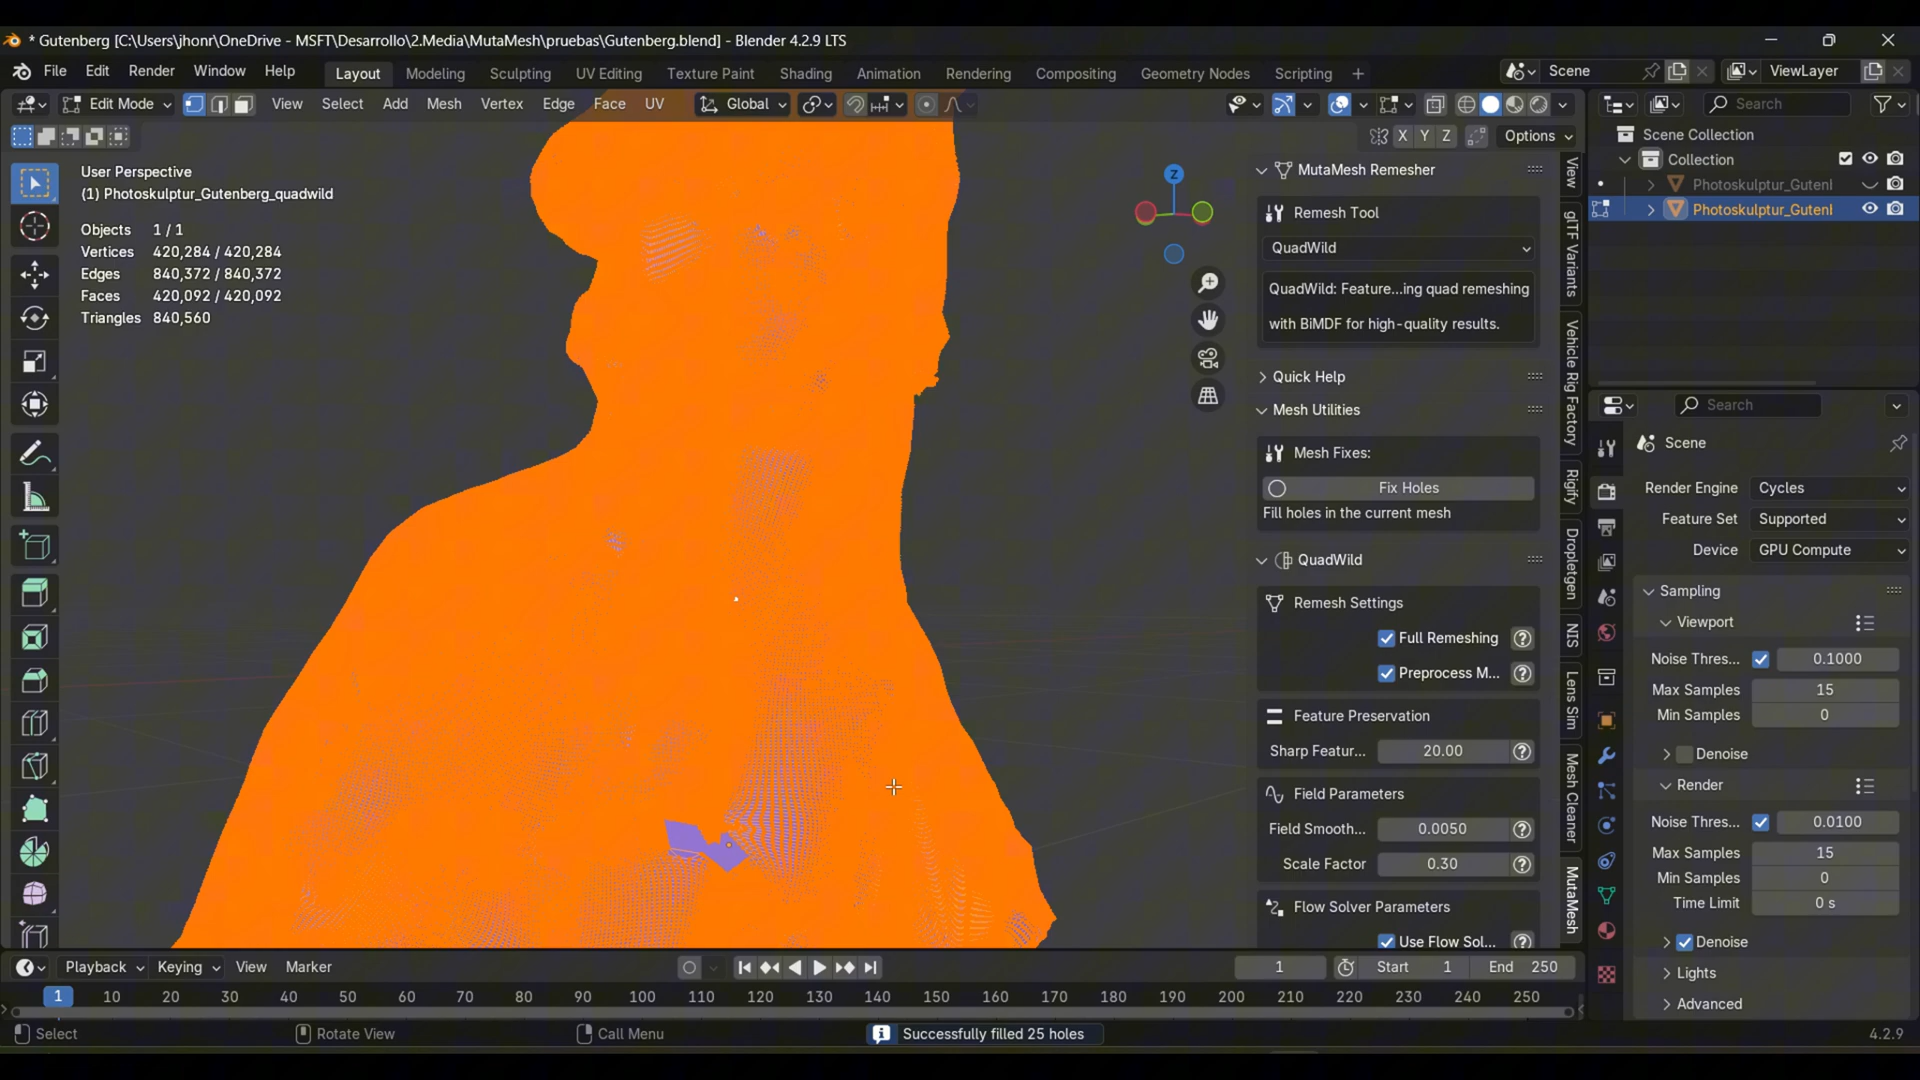 * Gutenberg [C:\Users\jhonr\OneDrive - MSFT\Desarrollo\2.Media\MutaMesh\pruebas\Gutenberg.blend] - Blender 4.2.9 LTS
File Edit Render Window Help Layout Modeling Sculpting UV Editing Texture Paint Shading Animation Rendering Compositing Geometry Nodes Scripting + Scene ViewLayer
Edit Mode View Select Add Mesh Vertex Edge Face UV Global Search
X Y Z Options
Scene Collection
Collection
Photoskulptur_Gutenl
Photoskulptur_Gutenl
User Perspective
(1) Photoskulptur_Gutenberg_quadwild
Objects 1 / 1
Vertices 420,284 / 420,284
Edges 840,372 / 840,372
Faces 420,092 / 420,092
Triangles 840,560
Z
MutaMesh Remesher
Remesh Tool
QuadWild
QuadWild: Feature...ing quad remeshing
with BiMDF for high-quality results.
Quick Help
Mesh Utilities
Mesh Fixes:
Fix Holes
Fill holes in the current mesh
QuadWild
Remesh Settings
Full Remeshing ?
Preprocess M... ?
Feature Preservation
Sharp Featur... 20.00 ?
Field Parameters
Field Smooth... 0.0050 ?
Scale Factor 0.30 ?
Flow Solver Parameters
Use Flow Sol... ?
View
glTF Variants
Vehicle Rig Factory
Rigify
Dropletgen
NIS
Lens Sim
Mesh Cleaner
MutaMesh
Search
Scene
Render Engine Cycles
Feature Set Supported
Device GPU Compute
Sampling
Viewport
Noise Thres... 0.1000
Max Samples 15
Min Samples 0
Denoise
Render
Noise Thres... 0.0100
Max Samples 15
Min Samples 0
Time Limit 0 s
Denoise
Lights
Advanced
Playback Keying View Marker 1 Start 1 End 250
1 10 20 30 40 50 60 70 80 90 100 110 120 130 140 150 160 170 180 190 200 210 220 230 240 250
Select Rotate View Call Menu Successfully filled 25 holes 4.2.9